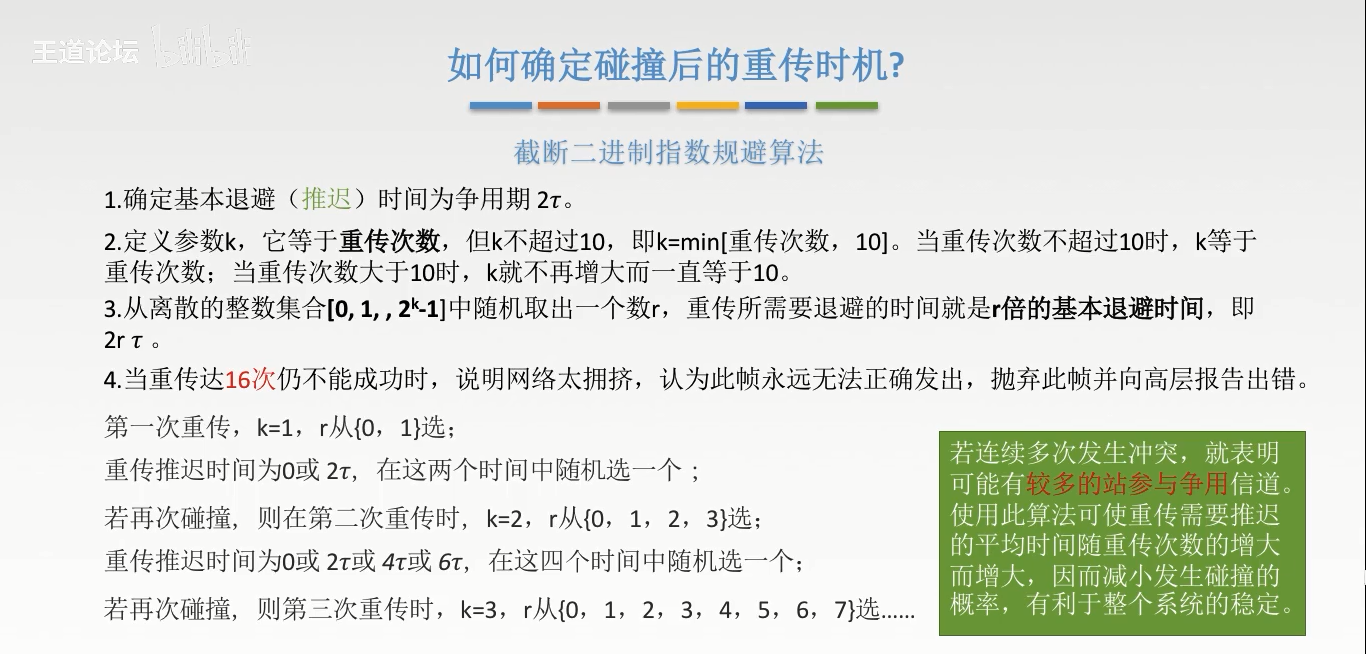 王道论坛 bilibili
如何确定碰撞后的重传时机?
截断二进制指数规避算法
1.确定基本退避（推迟）时间为争用期 2τ。
2.定义参数k，它等于重传次数，但k不超过10，即k=min[重传次数，10]。当重传次数不超过10时，k等于
重传次数；当重传次数大于10时，k就不再增大而一直等于10。
3.从离散的整数集合[0, 1, , 2ᵏ-1]中随机取出一个数r，重传所需要退避的时间就是r倍的基本退避时间，即
2r τ 。
4.当重传达16次仍不能成功时，说明网络太拥挤，认为此帧永远无法正确发出，抛弃此帧并向高层报告出错。
第一次重传，k=1，r从{0，1}选；
重传推迟时间为0或 2τ，在这两个时间中随机选一个；
若再次碰撞，则在第二次重传时，k=2，r从{0，1，2，3}选；
重传推迟时间为0或 2τ或 4τ或 6τ，在这四个时间中随机选一个；
若再次碰撞，则第三次重传时，k=3，r从{0，1，2，3，4，5，6，7}选......
若连续多次发生冲突，就表明
可能有较多的站参与争用信道。
使用此算法可使重传需要推迟
的平均时间随重传次数的增大
而增大，因而减小发生碰撞的
概率，有利于整个系统的稳定。